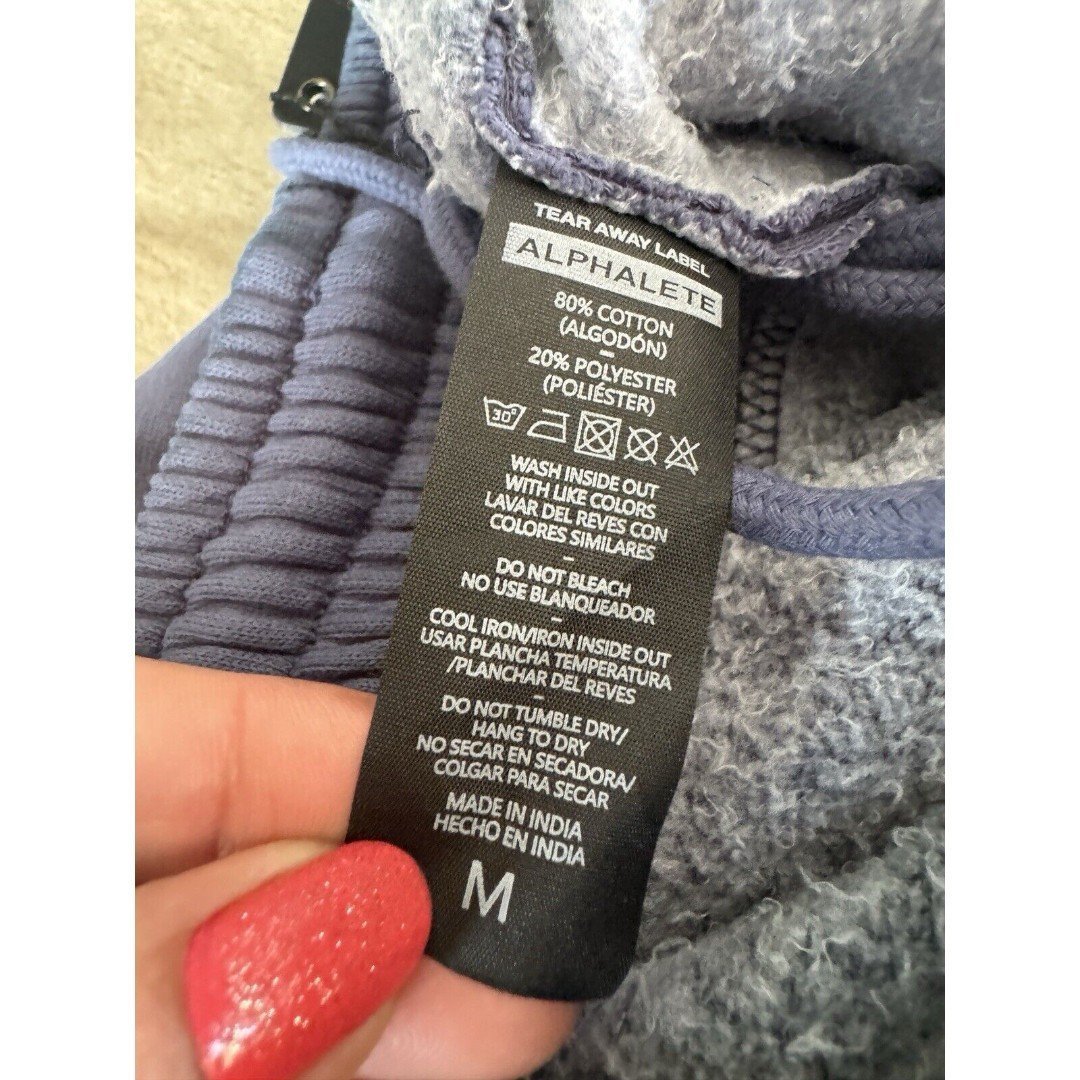 TEAR AWAY LABEL
ALPHALETE
80% COTTON
(ALGODÓN)
–
20% POLYESTER
(POLIÉSTER)
30°
WASH INSIDE OUT
WITH LIKE COLORS
LAVAR DEL REVES CON
COLORES SIMILARES
–
DO NOT BLEACH
NO USE BLANQUEADOR
–
COOL IRON/IRON INSIDE OUT
USAR PLANCHA TEMPERATURA
/PLANCHAR DEL REVES
–
DO NOT TUMBLE DRY/
HANG TO DRY
NO SECAR EN SECADORA/
COLGAR PARA SECAR
MADE IN INDIA
HECHO EN INDIA
M